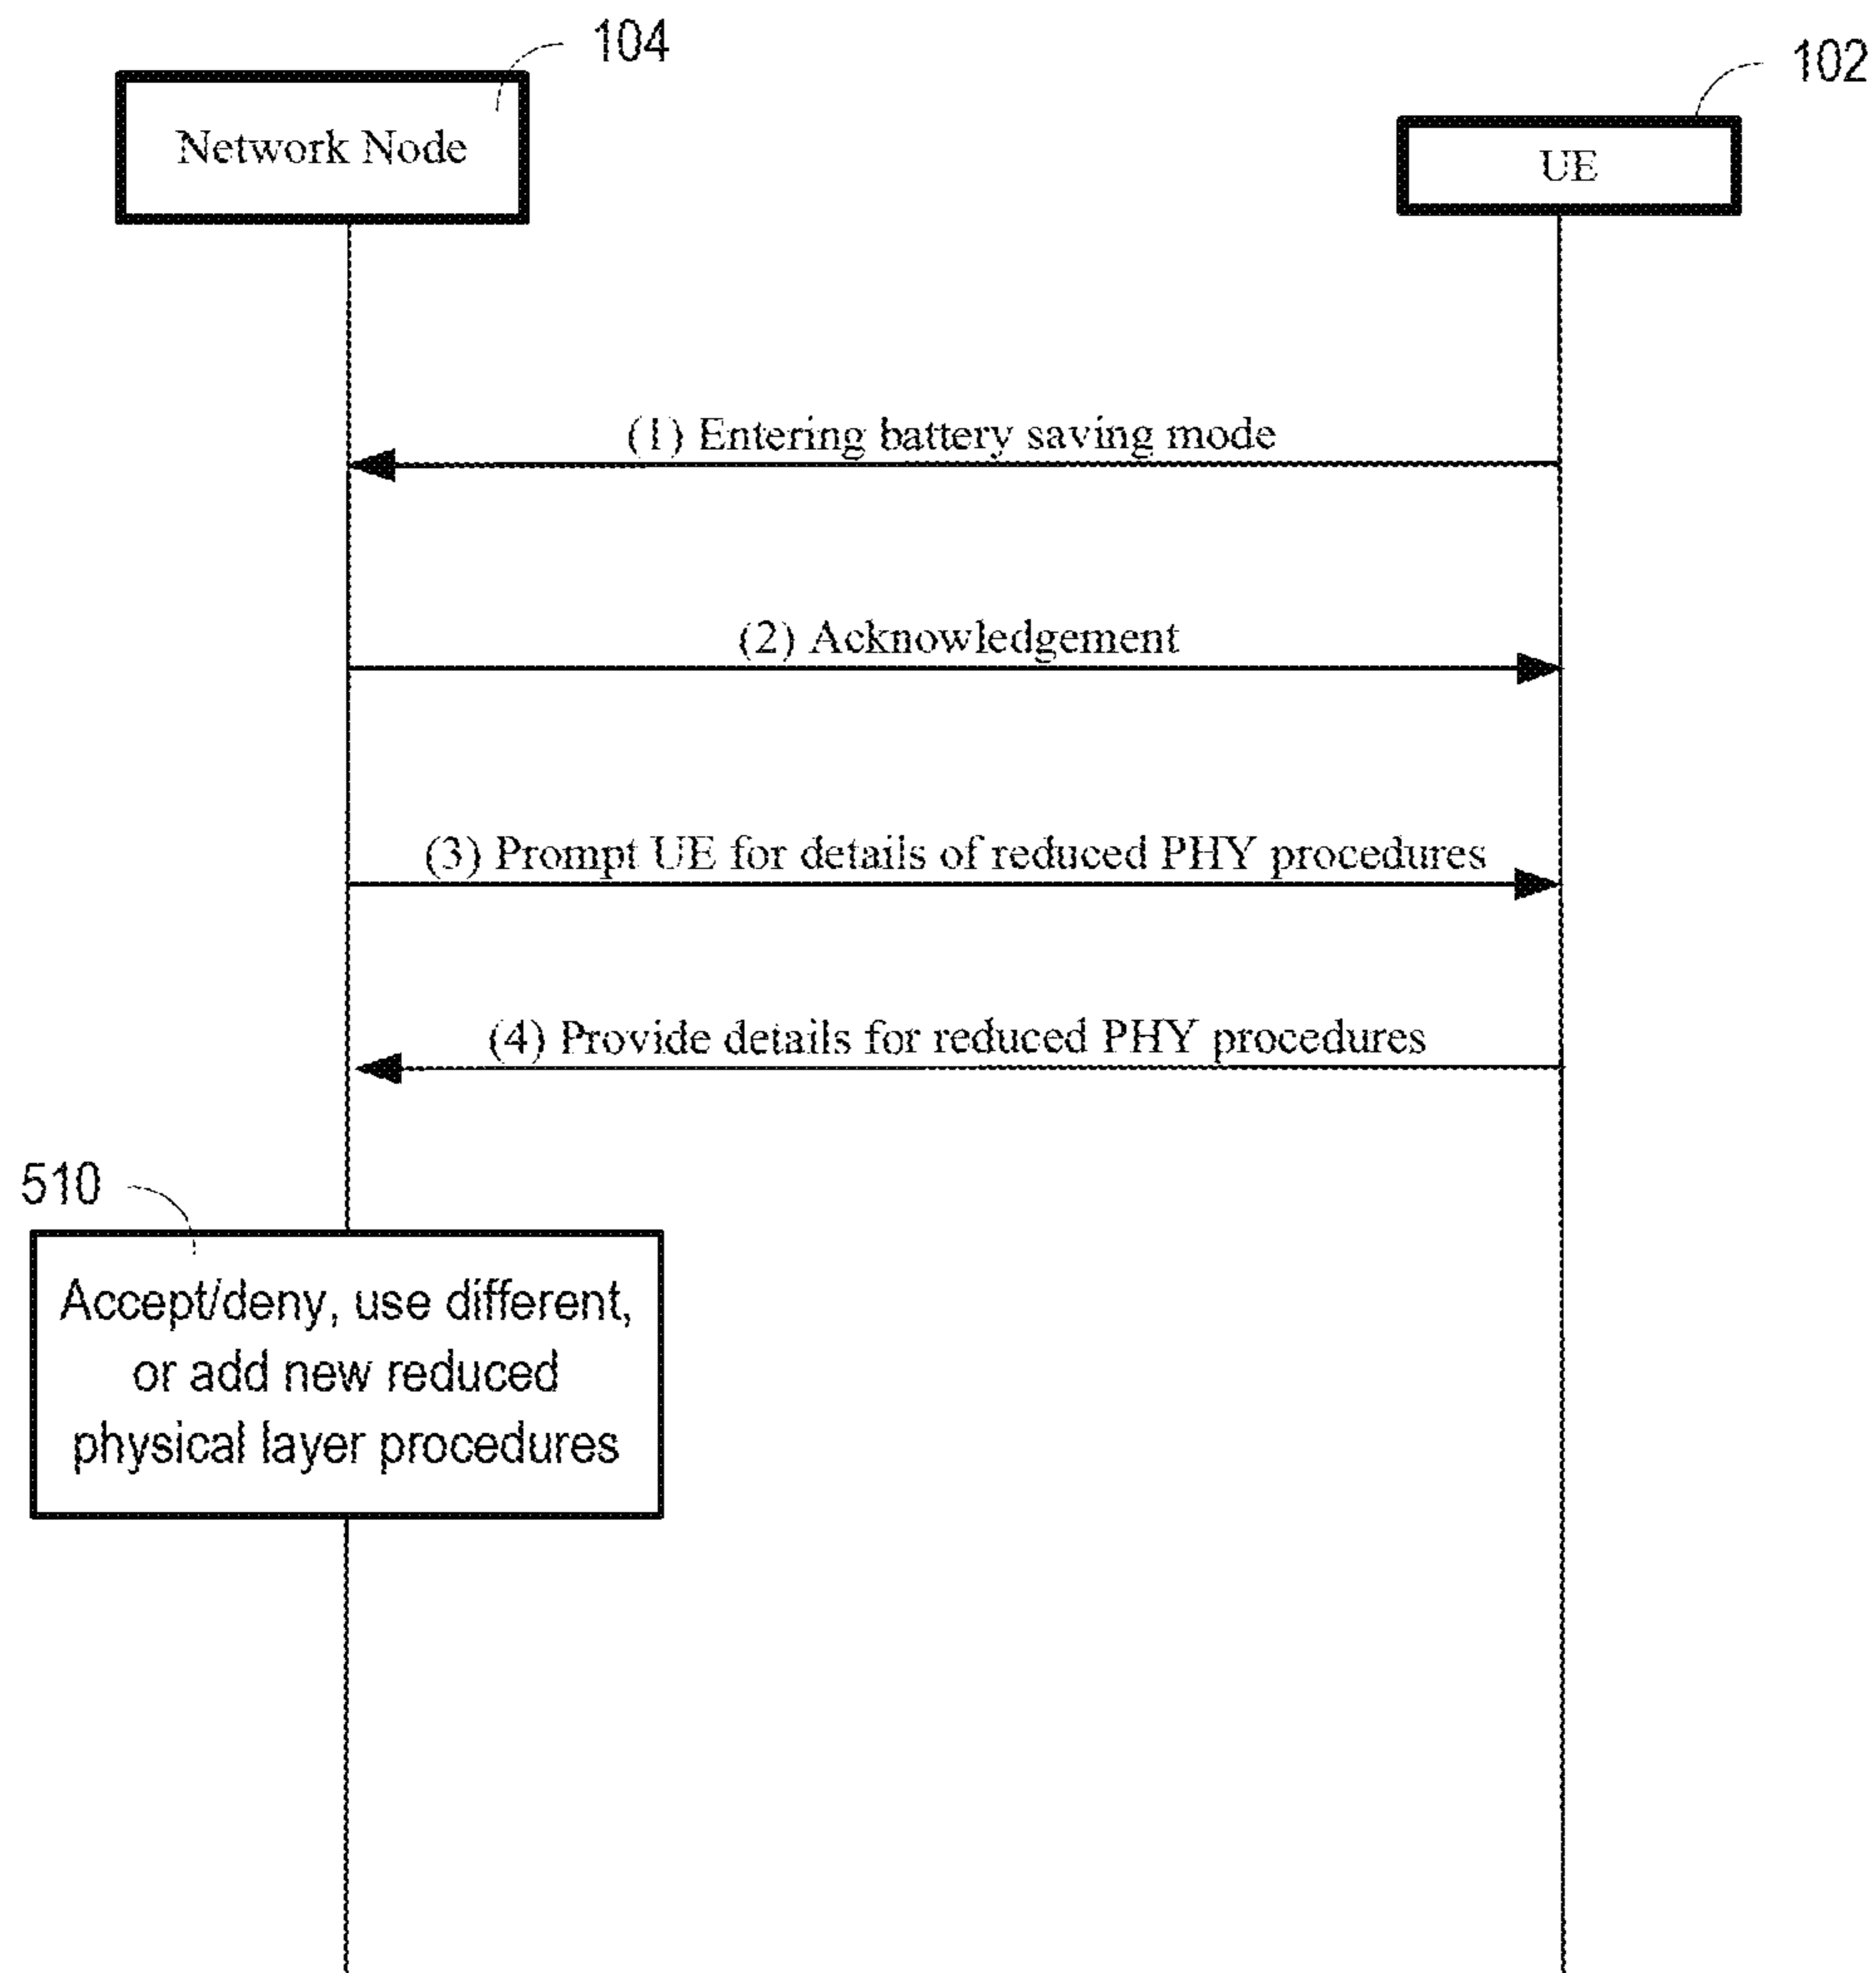 104
102
Network Node
UE
(1) Entering battery saving mode
(2) Acknowledgement
(3) Prompt UE for details of reduced PHY procedures
(4) Provide details for reduced PHY procedures
510
Accept/deny, use different,
or add new reduced
physical layer procedures